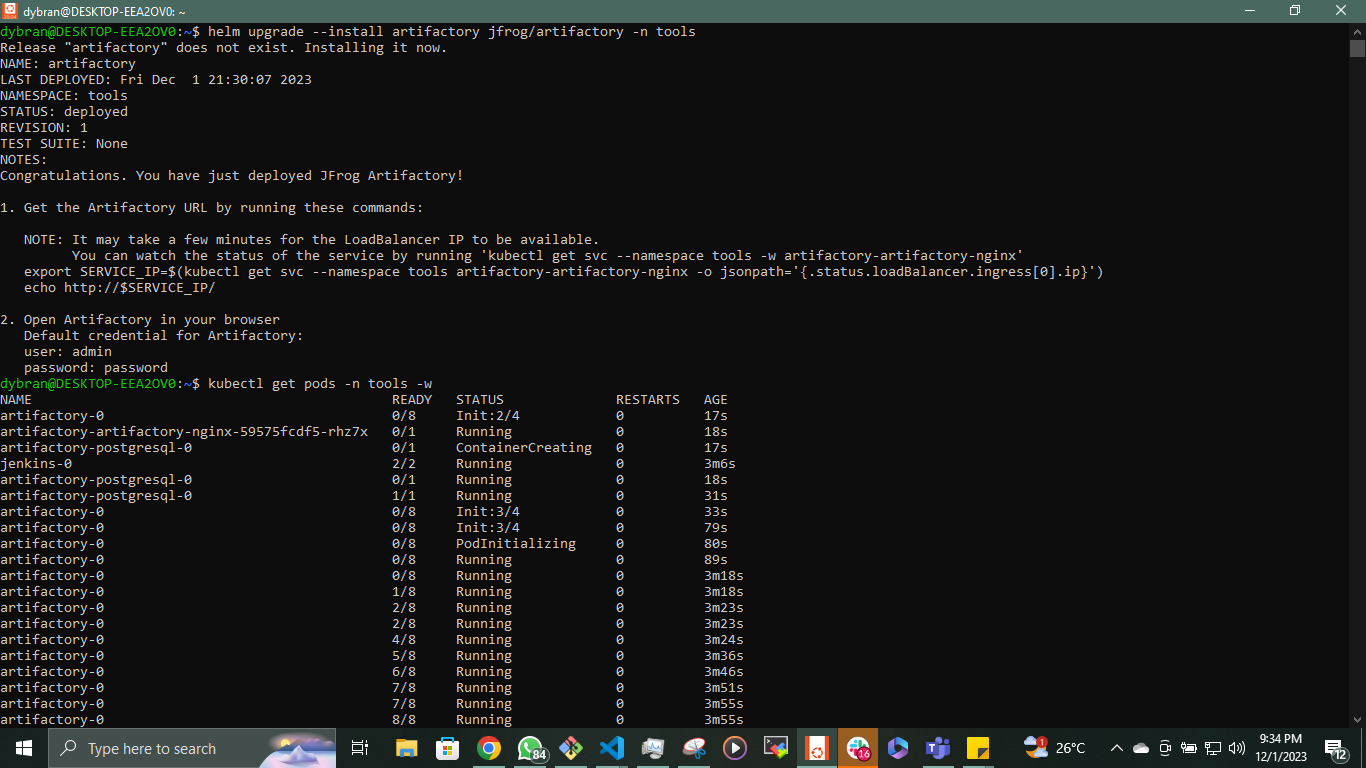 dybran@DESKTOP-EEA2OV0: ~
dybran@DESKTOP-EEA2OV0:~$ helm upgrade --install artifactory jfrog/artifactory -n tools
Release "artifactory" does not exist. Installing it now.
NAME: artifactory
LAST DEPLOYED: Fri Dec  1 21:30:07 2023
NAMESPACE: tools
STATUS: deployed
REVISION: 1
TEST SUITE: None
NOTES:
Congratulations. You have just deployed JFrog Artifactory!
1. Get the Artifactory URL by running these commands:
   NOTE: It may take a few minutes for the LoadBalancer IP to be available.
         You can watch the status of the service by running 'kubectl get svc --namespace tools -w artifactory-artifactory-nginx'
   export SERVICE_IP=$(kubectl get svc --namespace tools artifactory-artifactory-nginx -o jsonpath='{.status.loadBalancer.ingress[0].ip}')
   echo http://$SERVICE_IP/
2. Open Artifactory in your browser
   Default credential for Artifactory:
   user: admin
   password: password
dybran@DESKTOP-EEA2OV0:~$ kubectl get pods -n tools -w
NAME                                             READY   STATUS              RESTARTS   AGE
artifactory-0                                    0/8     Init:2/4            0          17s
artifactory-artifactory-nginx-59575fcdf5-rhz7x   0/1     Running             0          18s
artifactory-postgresql-0                         0/1     ContainerCreating   0          17s
jenkins-0                                        2/2     Running             0          3m6s
artifactory-postgresql-0                         0/1     Running             0          18s
artifactory-postgresql-0                         1/1     Running             0          31s
artifactory-0                                    0/8     Init:3/4            0          33s
artifactory-0                                    0/8     Init:3/4            0          79s
artifactory-0                                    0/8     PodInitializing     0          80s
artifactory-0                                    0/8     Running             0          89s
artifactory-0                                    0/8     Running             0          3m18s
artifactory-0                                    1/8     Running             0          3m18s
artifactory-0                                    2/8     Running             0          3m23s
artifactory-0                                    2/8     Running             0          3m23s
artifactory-0                                    4/8     Running             0          3m24s
artifactory-0                                    5/8     Running             0          3m36s
artifactory-0                                    6/8     Running             0          3m46s
artifactory-0                                    7/8     Running             0          3m51s
artifactory-0                                    7/8     Running             0          3m55s
artifactory-0                                    8/8     Running             0          3m55s
Type here to search
84
16
1
26°C
9:34 PM
12/1/2023
12